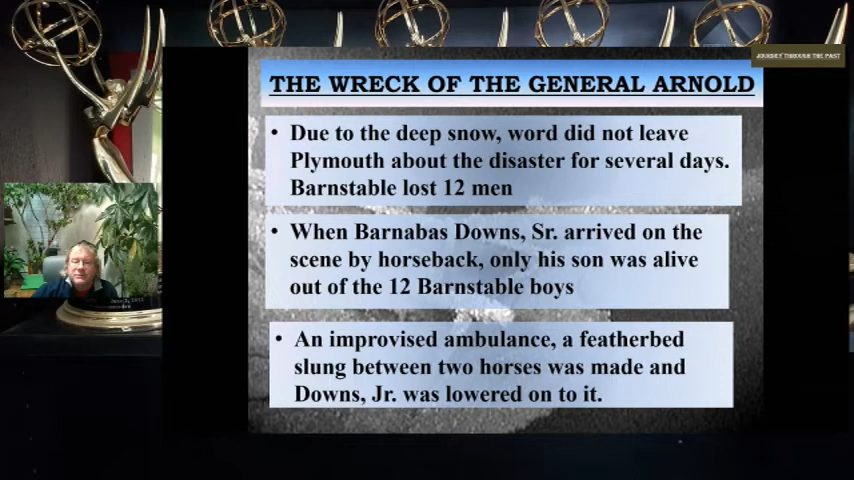 JOURNEY THROUGH THE PAST
THE WRECK OF THE GENERAL ARNOLD
• Due to the deep snow, word did not leave
Plymouth about the disaster for several days.
Barnstable lost 12 men
• When Barnabas Downs, Sr. arrived on the
scene by horseback, only his son was alive
out of the 12 Barnstable boys
• An improvised ambulance, a featherbed
slung between two horses was made and
Downs, Jr. was lowered on to it.